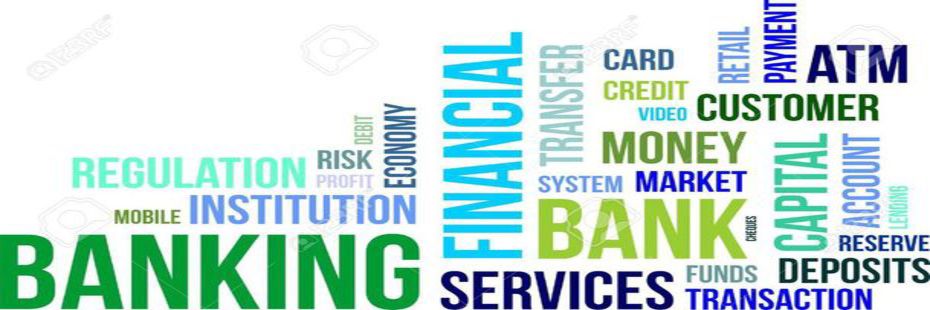 FINANCIAL
TRANSFER
CARD
RETAIL
PAYMENT
ATM
CREDIT
VIDEO
CUSTOMER
DEBIT
ECONOMY
REGULATION
RISK
PROFIT
MONEY
SYSTEM
MARKET
CAPITAL
ACCOUNT
LENDING
MOBILE
INSTITUTION
BANK
CHEQUES
RESERVE
BANKING
SERVICES
FUNDS
DEPOSITS
TRANSACTION